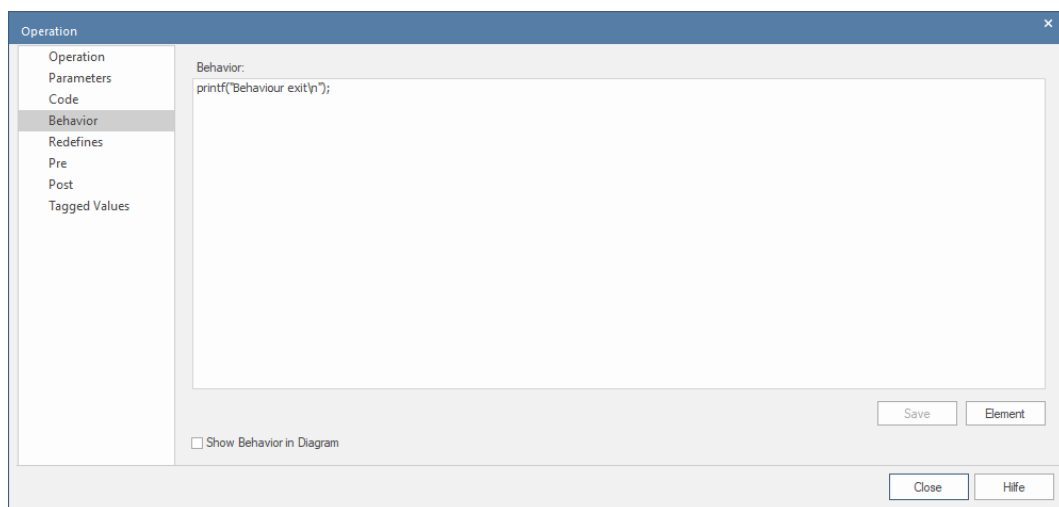 Operation
Operation
Parameters
Code
Behavior
Redefines
Pre
Post
Tagged Values
Behavior:
printf("Behaviour exit\n");
Save
Element
Show Behavior in Diagram
Close
Hilfe